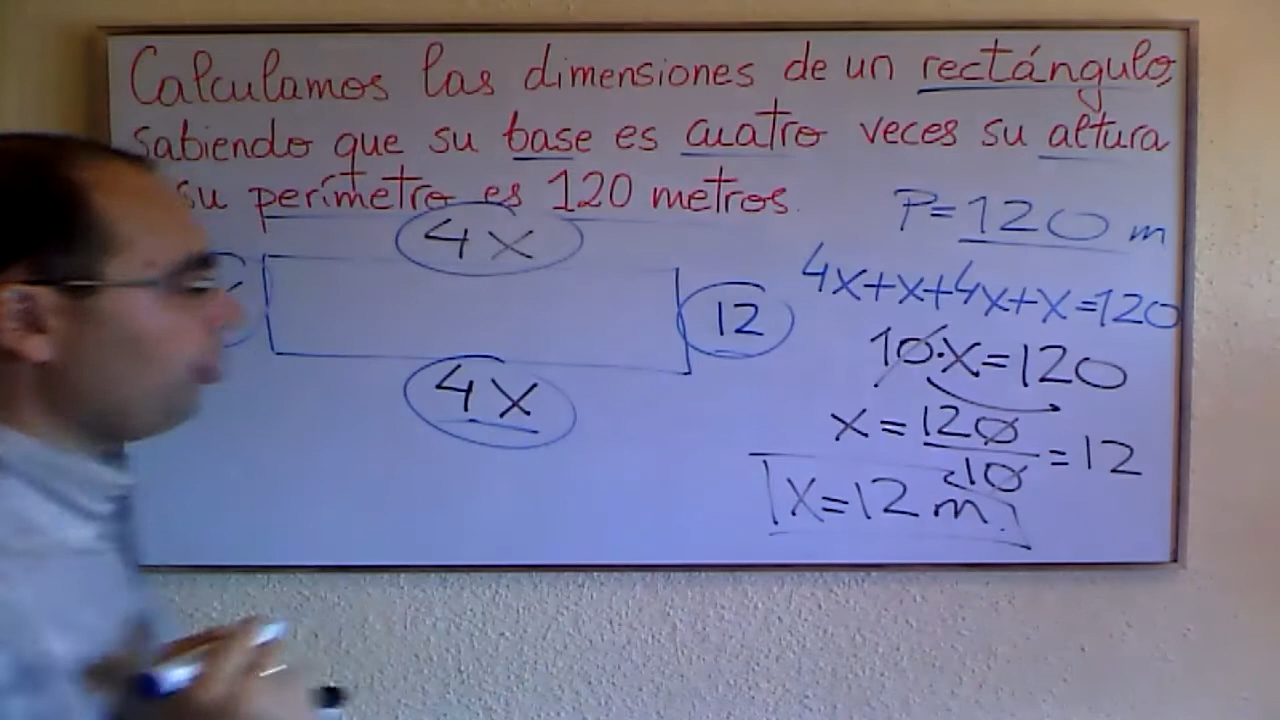 Calculamos las dimensiones de un rectángulo,
sabiendo que su base es cuatro veces su altura
su perímetro es 120 metros.
P=120 m
4x
4x+x+4x+x=120
12
10·x=120
4x
x=120/10=12
x=12 m.